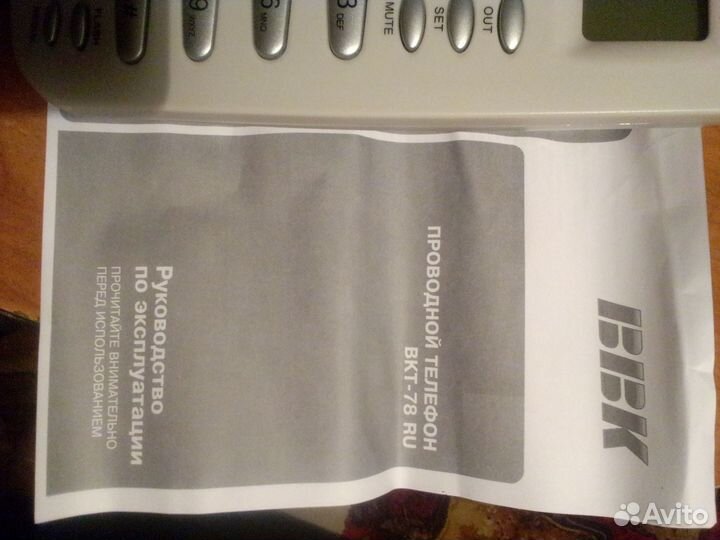 BBK
ПРОВОДНОЙ ТЕЛЕФОН
BKT-78 RU
Руководство
по эксплуатации
ПРОЧИТАЙТЕ ВНИМАТЕЛЬНО
ПЕРЕД ИСПОЛЬЗОВАНИЕМ
OUT
SET
MUTE
3 DEF
6 MNO
9 WXYZ
#
FLASH
Avito